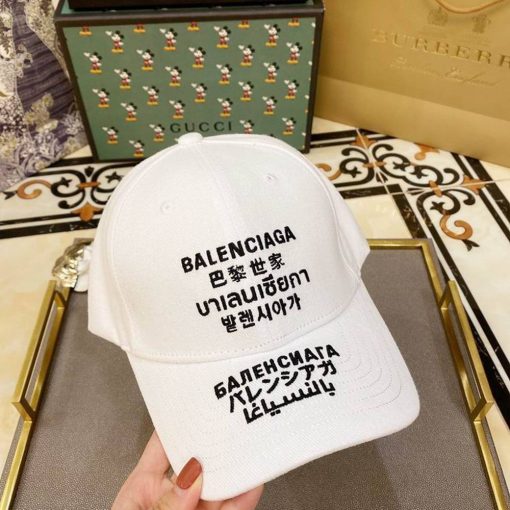 GUCCI
BURBERRY
BALENCIAGA
巴黎世家
บาเลนเซียกา
발렌시아가
БАЛЕНСИАГА
バレンシアガ
بالنسياغا